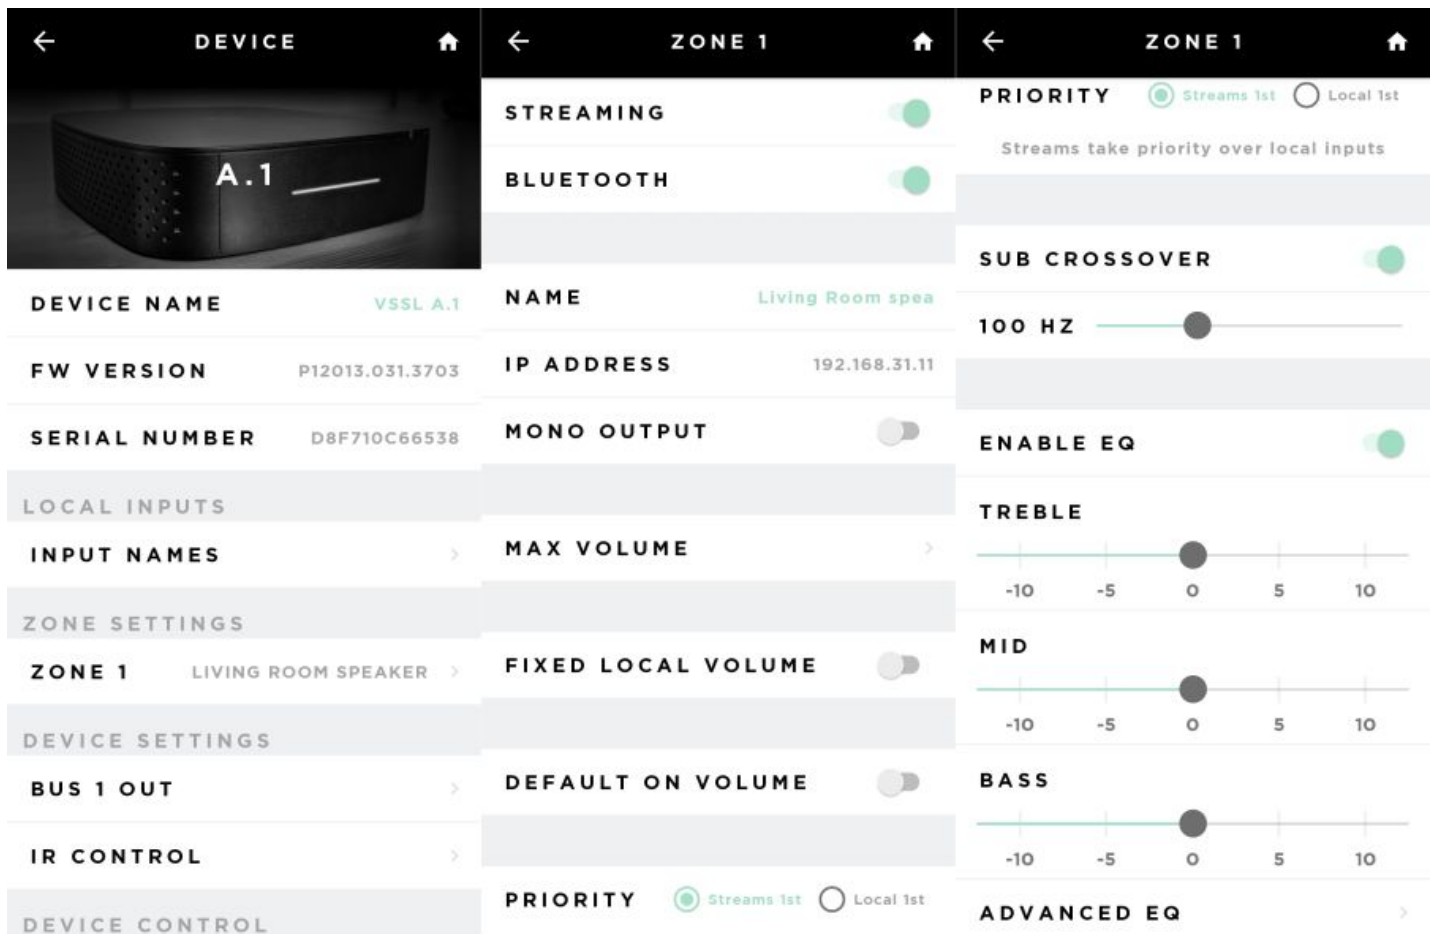 DEVICE
A.1
DEVICE NAME VSSL A.1
FW VERSION P12013.031.3703
SERIAL NUMBER D8F710C66538
LOCAL INPUTS
INPUT NAMES
ZONE SETTINGS
ZONE 1 LIVING ROOM SPEAKER
DEVICE SETTINGS
BUS 1 OUT
IR CONTROL
DEVICE CONTROL
ZONE 1
STREAMING
BLUETOOTH
NAME Living Room spea
IP ADDRESS 192.168.31.11
MONO OUTPUT
MAX VOLUME
FIXED LOCAL VOLUME
DEFAULT ON VOLUME
PRIORITY Streams 1st Local 1st
ZONE 1
PRIORITY Streams 1st Local 1st
Streams take priority over local inputs
SUB CROSSOVER
100 HZ
ENABLE EQ
TREBLE
-10 -5 0 5 10
MID
-10 -5 0 5 10
BASS
-10 -5 0 5 10
ADVANCED EQ